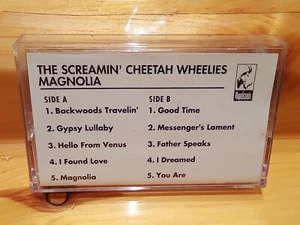 THE SCREAMIN' CHEETAH WHEELIES
MAGNOLIA
SIDE A
1. Backwoods Travelin'
2. Gypsy Lullaby
3. Hello From Venus
4. I Found Love
5. Magnolia
SIDE B
1. Good Time
2. Messenger's Lament
3. Father Speaks
4. I Dreamed
5. You Are